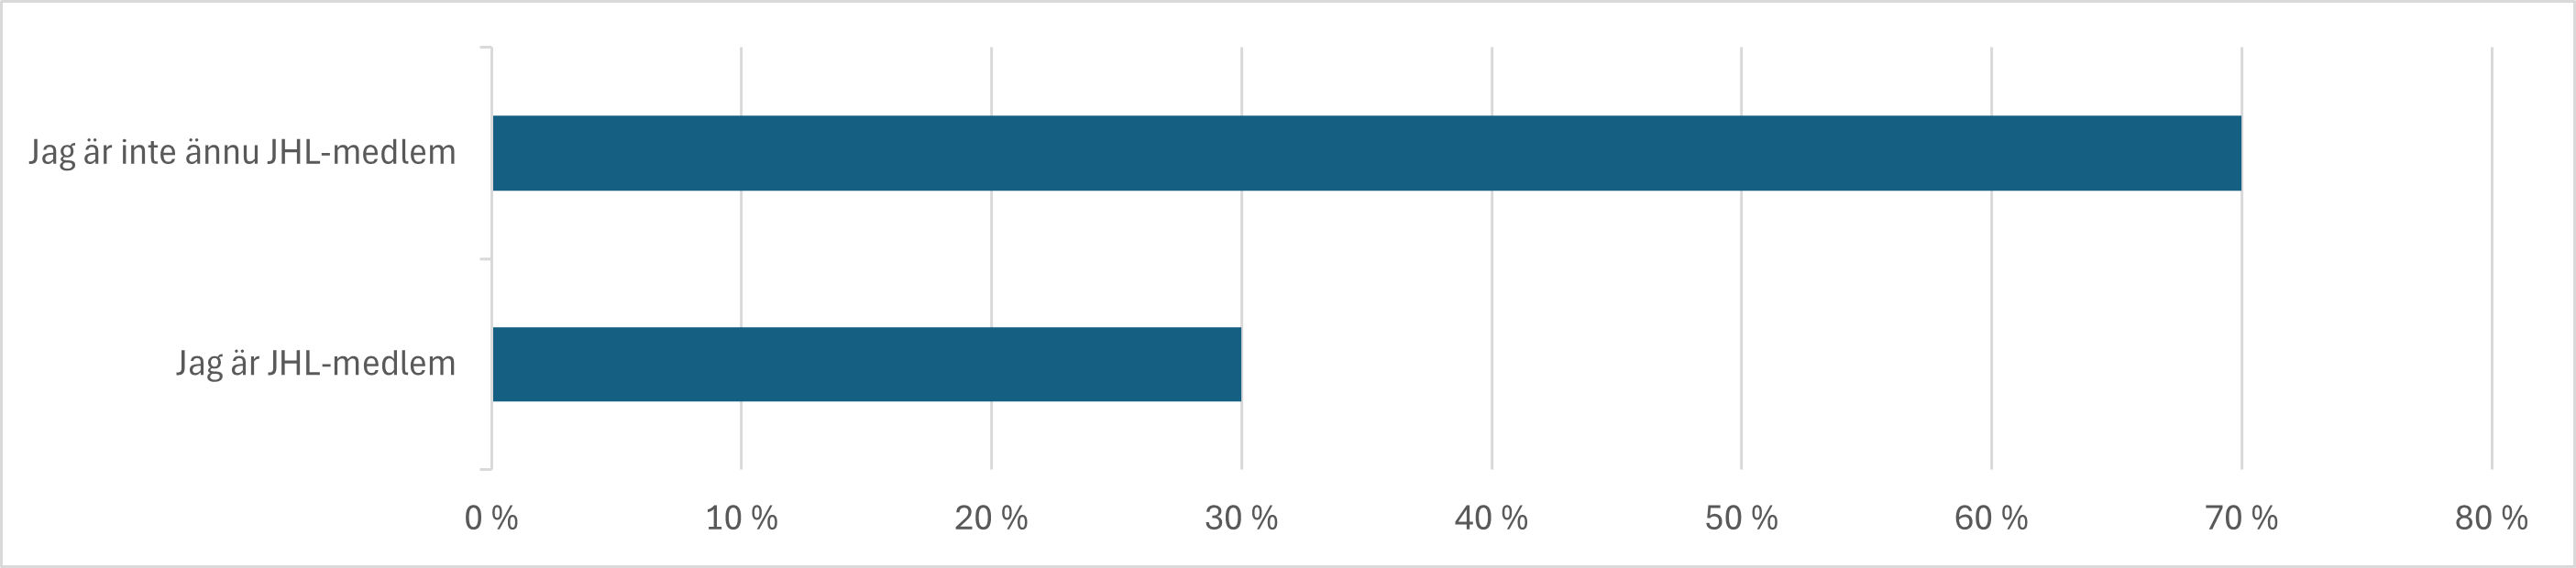 Jag är inte ännu JHL-medlem
Jag är JHL-medlem
0 % 10 % 20 % 30 % 40 % 50 % 60 % 70 % 80 %